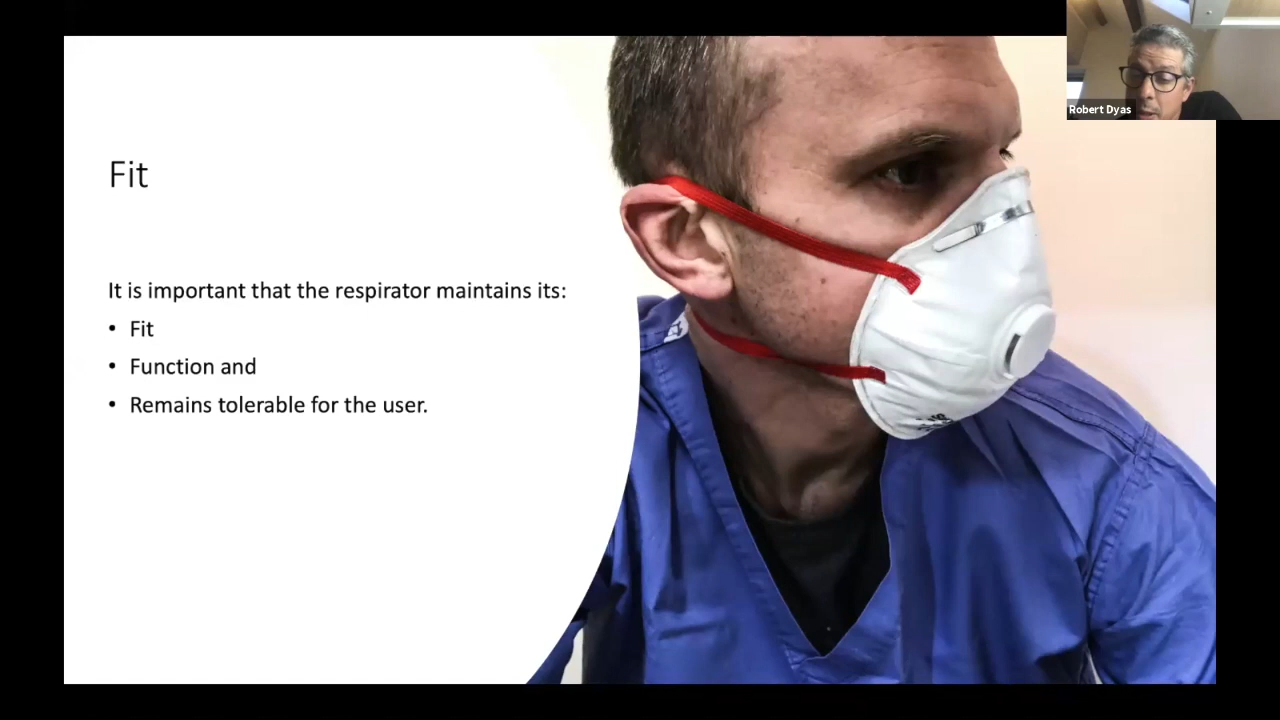 Robert Dyas
Fit
It is important that the respirator maintains its:
• Fit
• Function and
• Remains tolerable for the user.